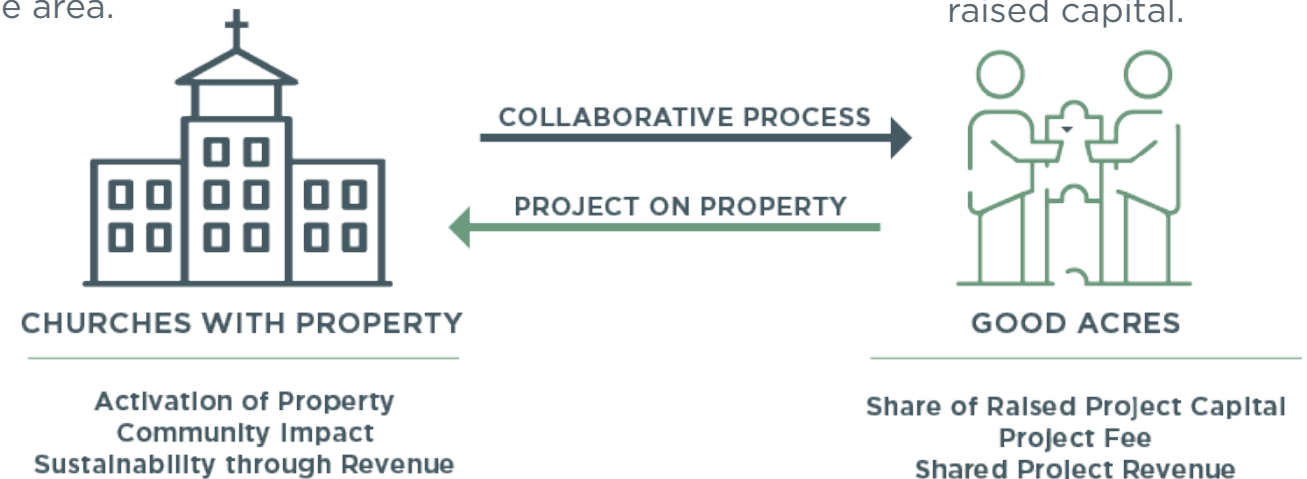 e area.
raised capital.
COLLABORATIVE PROCESS
PROJECT ON PROPERTY
CHURCHES WITH PROPERTY
Activation of Property
Community Impact
Sustainability through Revenue
GOOD ACRES
Share of Raised Project Capital
Project Fee
Shared Project Revenue